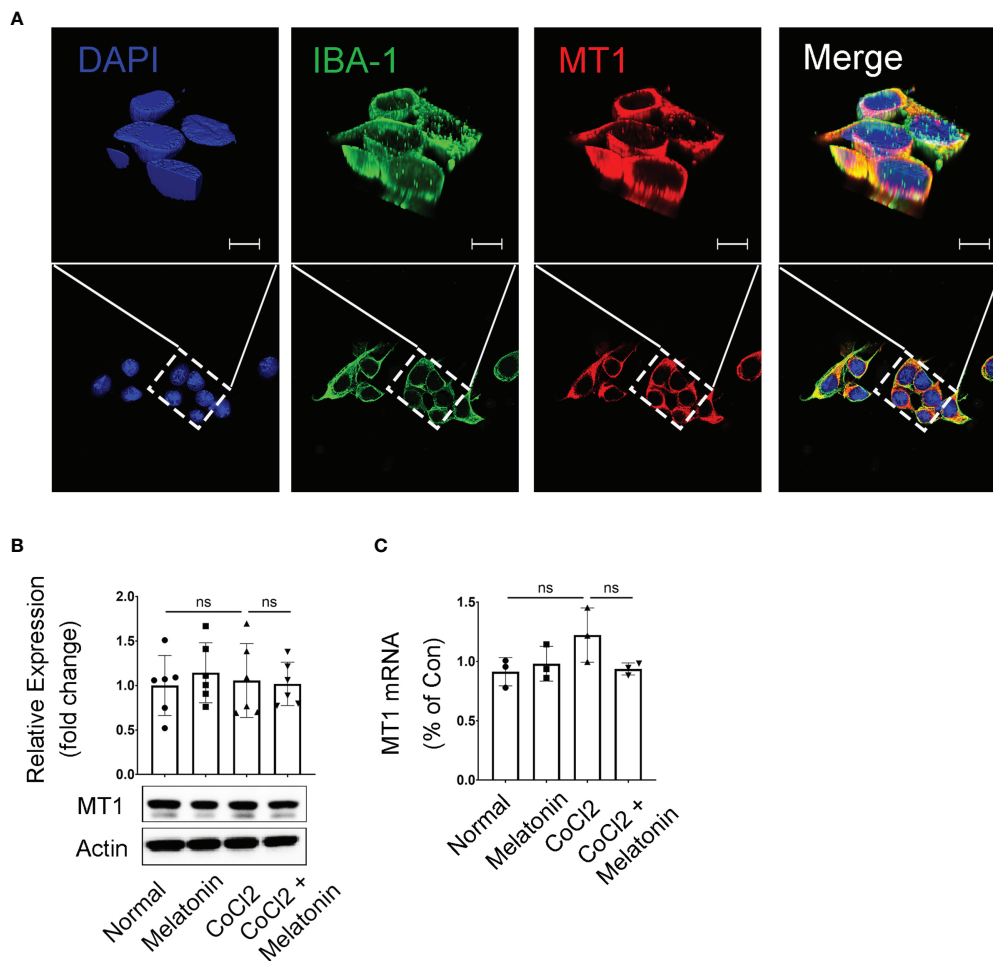 A
DAPI
IBA-1
MT1
Merge
B
Relative Expression
(fold change)
2.0
1.5
1.0
0.5
0.0
ns
ns
MT1
Actin
Normal
Melatonin
CoCl2
CoCl2 +
Melatonin
C
MT1 mRNA
(% of Con)
1.5
1.0
0.5
0.0
ns
ns
Normal
Melatonin
CoCl2
CoCl2 +
Melatonin